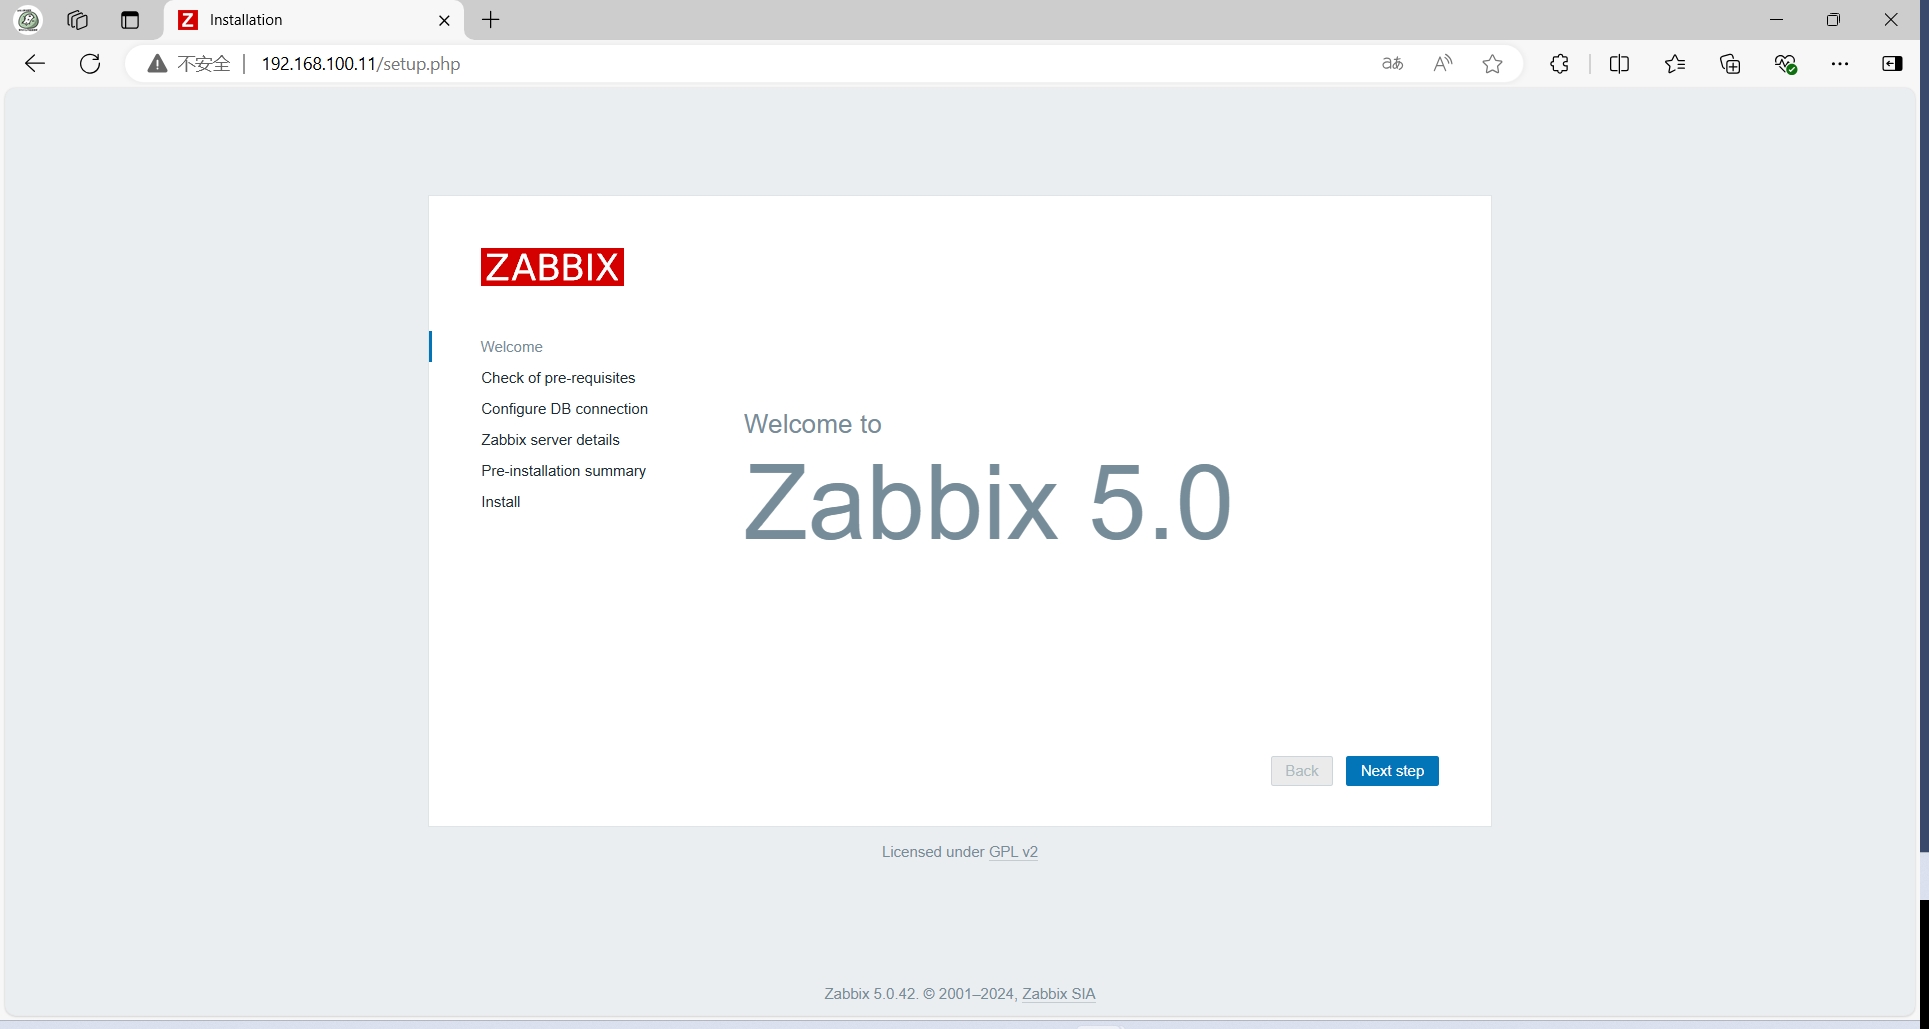 Installation
不安全 192.168.100.11/setup.php
ZABBIX
Welcome
Check of pre-requisites
Configure DB connection
Zabbix server details
Pre-installation summary
Install
Welcome to
Zabbix 5.0
Back Next step
Licensed under GPL v2
Zabbix 5.0.42. © 2001–2024, Zabbix SIA